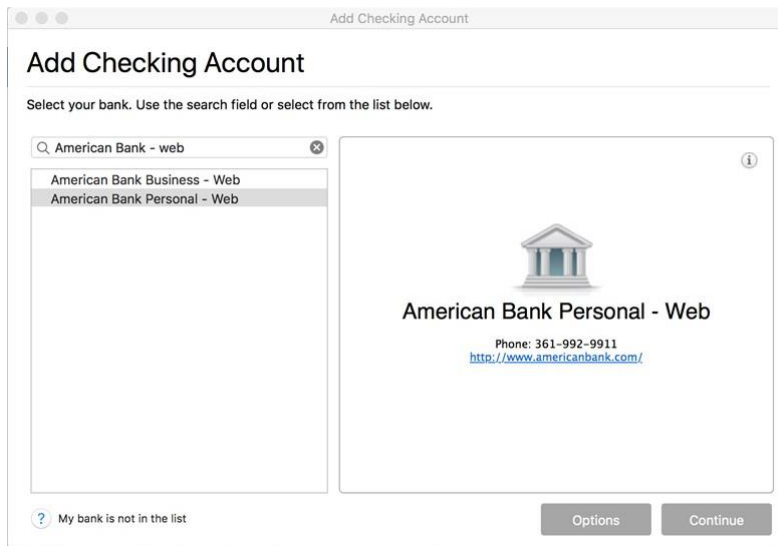 Add Checking Account
Add Checking Account
Select your bank. Use the search field or select from the list below.
American Bank - web
American Bank Business - Web
American Bank Personal - Web
American Bank Personal - Web
Phone: 361-992-9911
http://www.americanbank.com/
? My bank is not in the list
Options
Continue